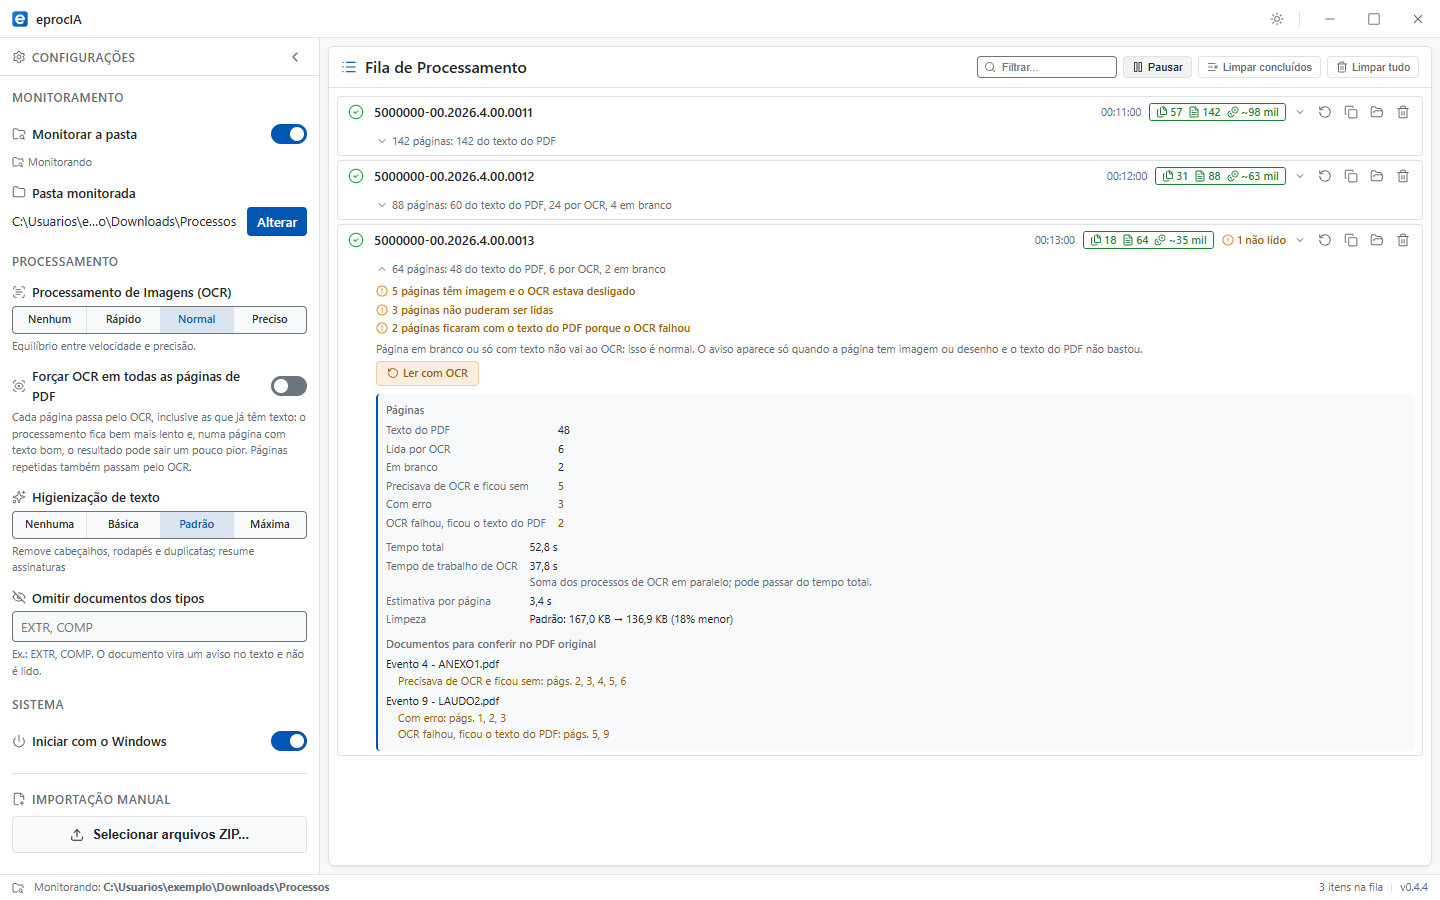 eprocIA
CONFIGURAÇÕES
MONITORAMENTO
Monitorar a pasta
Monitorando
Pasta monitorada
C:\Usuarios\e...o\Downloads\Processos
Alterar
PROCESSAMENTO
Processamento de Imagens (OCR)
Nenhum Rápido Normal Preciso
Equilíbrio entre velocidade e precisão.
Forçar OCR em todas as páginas de
PDF
Cada página passa pelo OCR, inclusive as que já têm texto: o
processamento fica bem mais lento e, numa página com
texto bom, o resultado pode sair um pouco pior. Páginas
repetidas também passam pelo OCR.
Higienização de texto
Nenhuma Básica Padrão Máxima
Remove cabeçalhos, rodapés e duplicatas; resume
assinaturas
Omitir documentos dos tipos
EXTR, COMP
Ex.: EXTR, COMP. O documento vira um aviso no texto e não
é lido.
SISTEMA
Iniciar com o Windows
IMPORTAÇÃO MANUAL
Selecionar arquivos ZIP...
Fila de Processamento
Filtrar...
Pausar
Limpar concluídos
Limpar tudo
5000000-00.2026.4.00.0011
00:11:00 57 142 ~98 mil
142 páginas: 142 do texto do PDF
5000000-00.2026.4.00.0012
00:12:00 31 88 ~63 mil
88 páginas: 60 do texto do PDF, 24 por OCR, 4 em branco
5000000-00.2026.4.00.0013
00:13:00 18 64 ~35 mil 1 não lido
64 páginas: 48 do texto do PDF, 6 por OCR, 2 em branco
5 páginas têm imagem e o OCR estava desligado
3 páginas não puderam ser lidas
2 páginas ficaram com o texto do PDF porque o OCR falhou
Página em branco ou só com texto não vai ao OCR: isso é normal. O aviso aparece só quando a página tem imagem ou desenho e o texto do PDF não bastou.
Ler com OCR
Páginas
Texto do PDF 48
Lida por OCR 6
Em branco 2
Precisava de OCR e ficou sem 5
Com erro 3
OCR falhou, ficou o texto do PDF 2
Tempo total 52,8 s
Tempo de trabalho de OCR 37,8 s
Soma dos processos de OCR em paralelo; pode passar do tempo total.
Estimativa por página 3,4 s
Limpeza Padrão: 167,0 KB → 136,9 KB (18% menor)
Documentos para conferir no PDF original
Evento 4 - ANEXO1.pdf
Precisava de OCR e ficou sem: págs. 2, 3, 4, 5, 6
Evento 9 - LAUDO2.pdf
Com erro: págs. 1, 2, 3
OCR falhou, ficou o texto do PDF: págs. 5, 9
Monitorando: C:\Usuarios\exemplo\Downloads\Processos
3 itens na fila v0.4.4